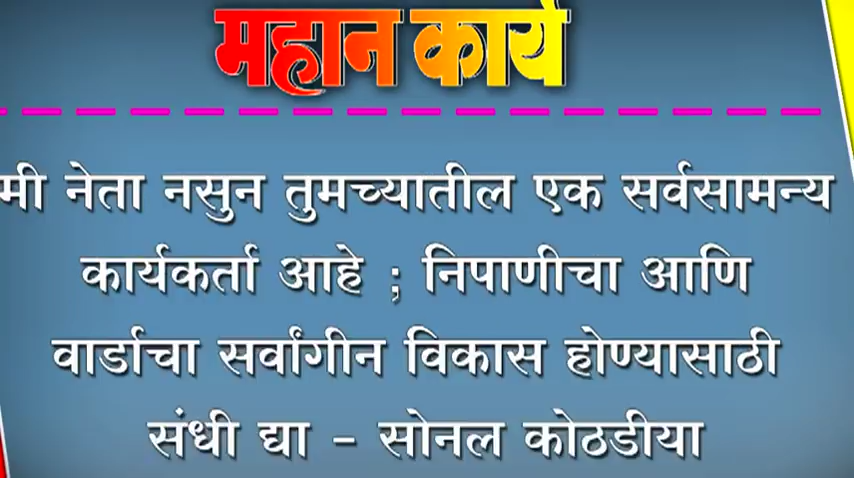 महान कार्य
मी नेता नसुन तुमच्यातील एक सर्वसामन्य
कार्यकर्ता आहे ; निपाणीचा आणि
वार्डाचा सर्वांगीन विकास होण्यासाठी
संधी द्या - सोनल कोठडीया